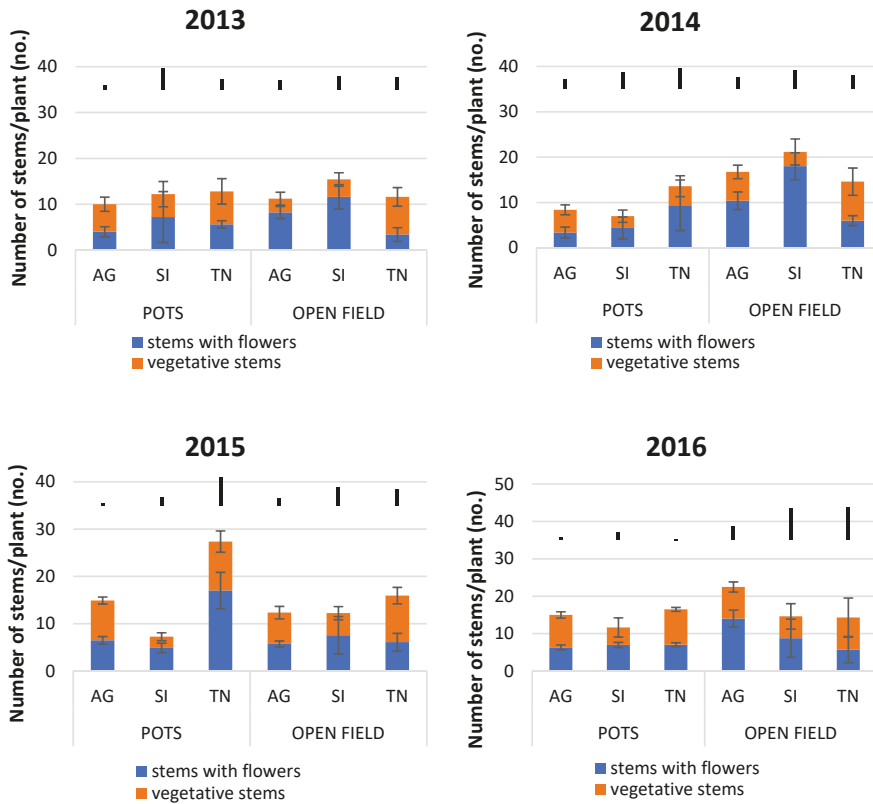 2013
Number of stems/plant (no.)
40
30
20
10
0
AG SI TN AG SI TN
POTS OPEN FIELD
stems with flowers
vegetative stems
2014
Number of stems/plant (no.)
40
30
20
10
0
AG SI TN AG SI TN
POTS OPEN FIELD
stems with flowers
vegetative stems
2015
Number of stems/plant (no.)
40
30
20
10
0
AG SI TN AG SI TN
POTS OPEN FIELD
stems with flowers
vegetative stems
2016
Number of stems/plant (no.)
50
40
30
20
10
0
AG SI TN AG SI TN
POTS OPEN FIELD
stems with flowers
vegetative stems